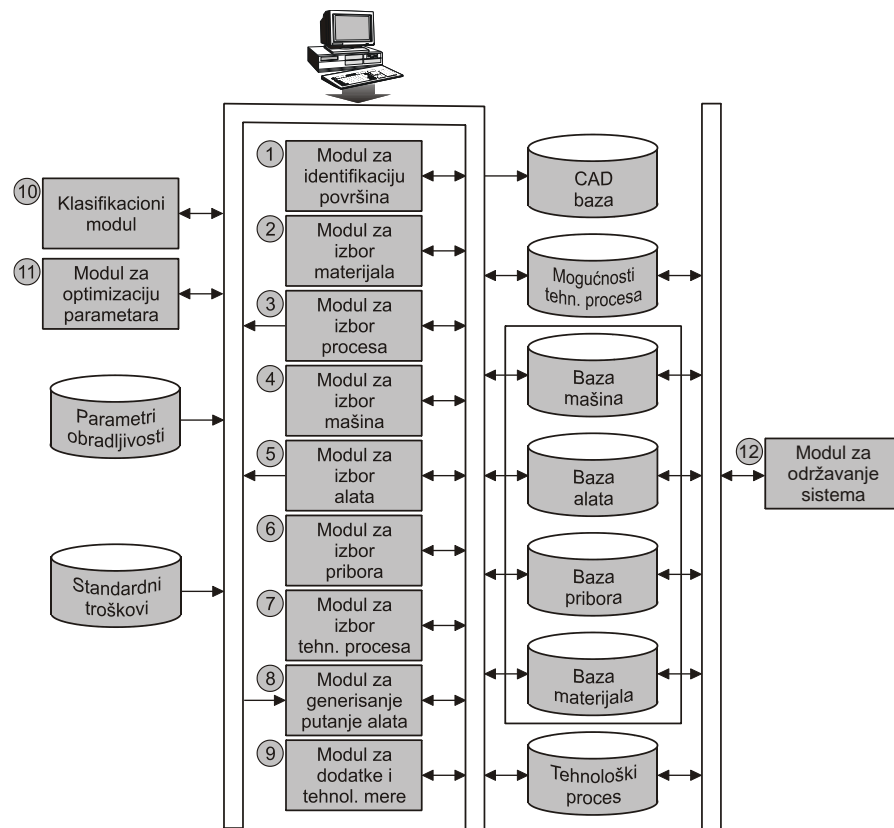 1
Modul za
identifikaciju
površina
2
Modul za
izbor
materijala
3
Modul za
izbor
procesa
4
Modul za
izbor
mašina
5
Modul za
izbor
alata
6
Modul za
izbor
pribora
7
Modul za
izbor
tehn. procesa
8
Modul za
generisanje
putanje alata
9
Modul za
dodatke i
tehnol. mere
10
Klasifikacioni
modul
11
Modul za
optimizaciju
parametara
Parametri
obradljivosti
Standardni
troškovi
CAD
baza
Mogućnosti
tehn. procesa
Baza
mašina
Baza
alata
Baza
pribora
Baza
materijala
Tehnološki
proces
12
Modul za
održavanje
sistema